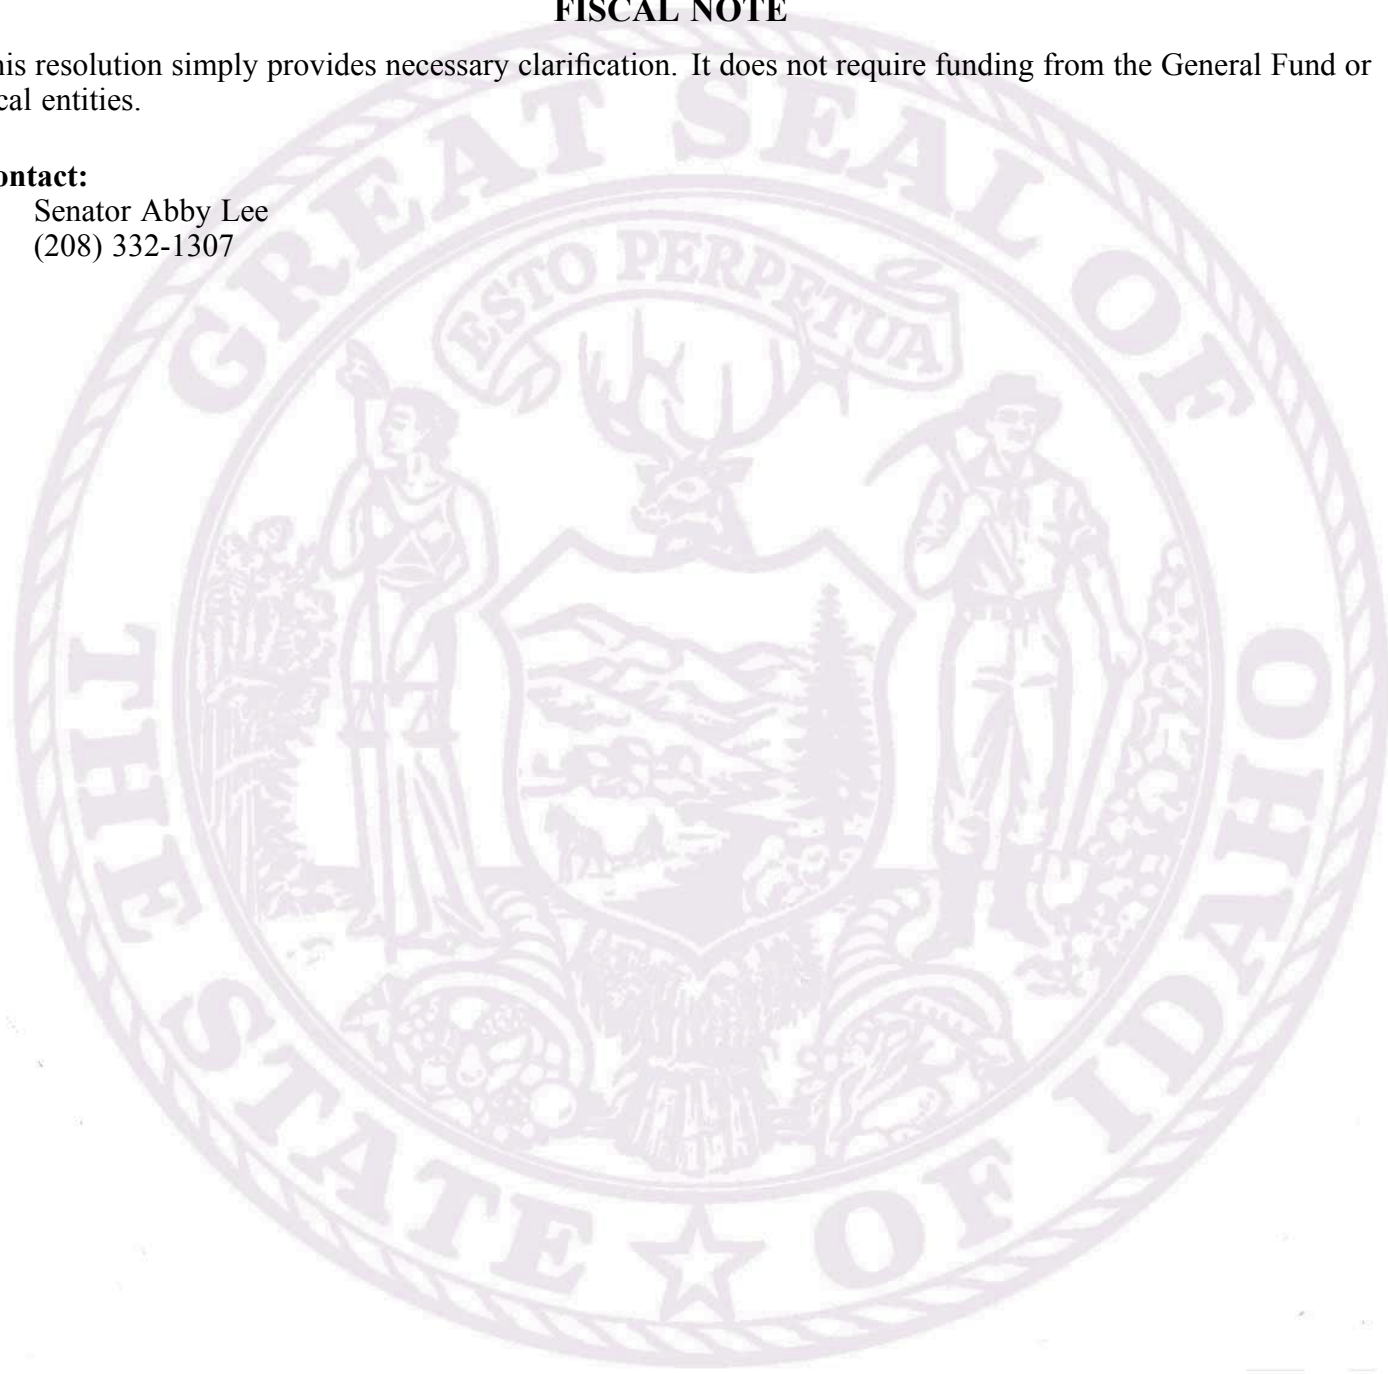 FISCAL NOTE
his resolution simply provides necessary clarification. It does not require funding from the General Fund or
cal entities.
ontact:
Senator Abby Lee
(208) 332-1307
GREAT SEAL OF
ESTO PERPETUA
THE STATE OF IDAHO